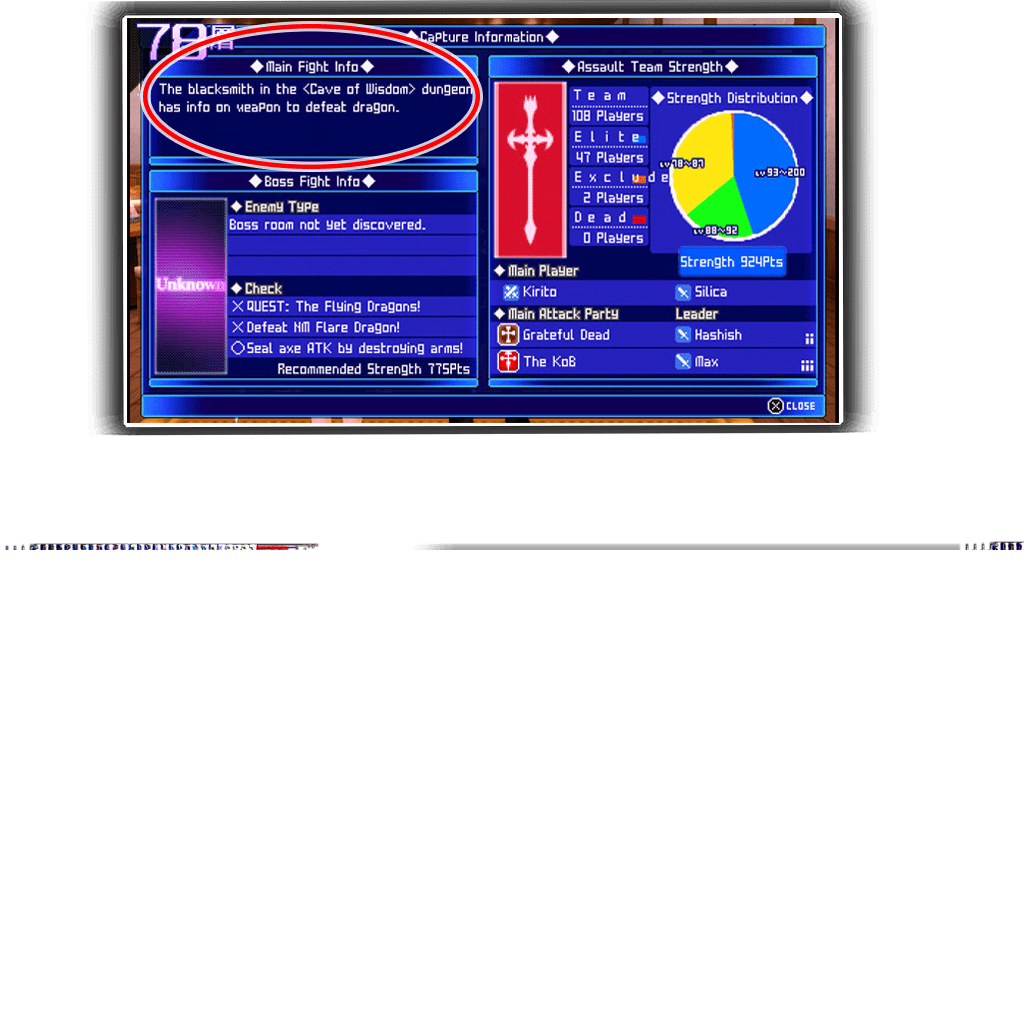 78層
◆Capture Information◆
◆Main Fight Info◆
The blacksmith in the <Cave of Wisdom> dungeon
has info on weapon to defeat dragon.
◆Boss Fight Info◆
Unknown
◆Enemy Type
Boss room not yet discovered.
◆Check
×QUEST: The Flying Dragons!
×Defeat NM Flare Dragon!
○Seal axe ATK by destroying arms!
Recommended Strength 775Pts
◆Assault Team Strength◆
Team
108 Players
Elite
47 Players
Exclude
2 Players
Dead
0 Players
◆Strength Distribution◆
Lv78~87
Lv93~200
Lv88~92
Strength 924Pts
◆Main Player
Kirito
Silica
◆Main Attack Party
Leader
Grateful Dead
Hashish
The KoB
Max
CLOSE